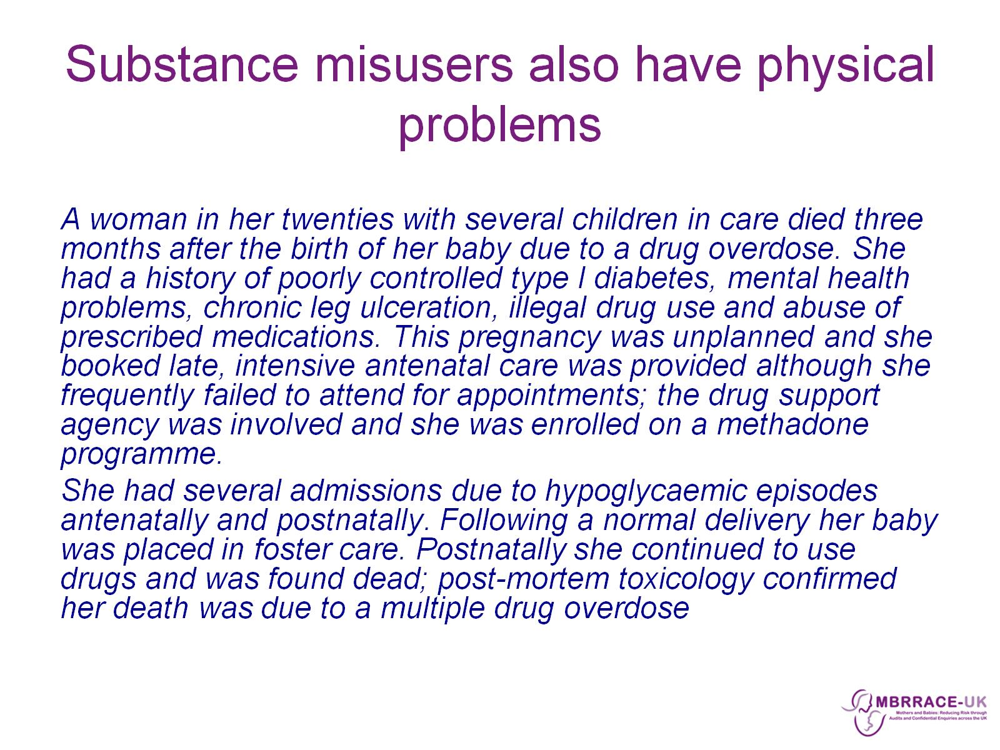 Substance misusers also have physical
problems
A woman in her twenties with several children in care died three
months after the birth of her baby due to a drug overdose. She
had a history of poorly controlled type I diabetes, mental health
problems, chronic leg ulceration, illegal drug use and abuse of
prescribed medications. This pregnancy was unplanned and she
booked late, intensive antenatal care was provided although she
frequently failed to attend for appointments; the drug support
agency was involved and she was enrolled on a methadone
programme.
She had several admissions due to hypoglycaemic episodes
antenatally and postnatally. Following a normal delivery her baby
was placed in foster care. Postnatally she continued to use
drugs and was found dead; post-mortem toxicology confirmed
her death was due to a multiple drug overdose
MBRRACE-UK
Mothers and Babies: Reducing Risk through
Audits and Confidential Enquiries across the UK